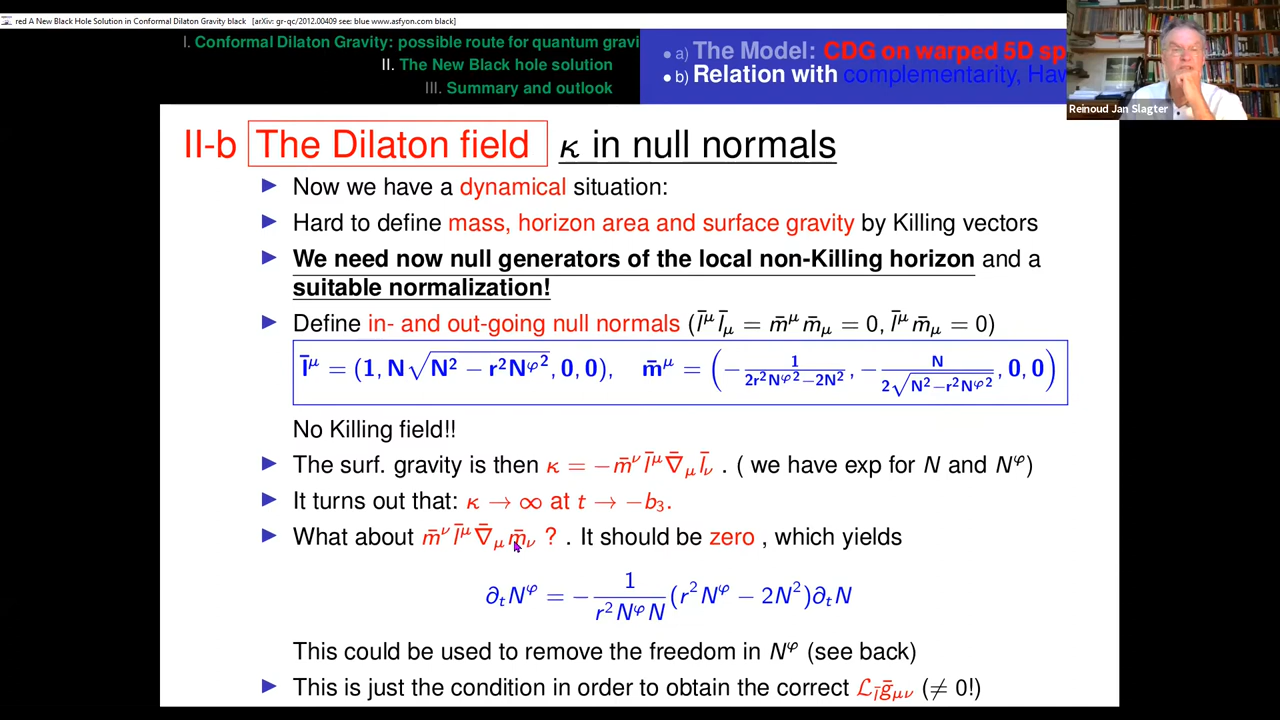 red A New Black Hole Solution in Conformal Dilaton Gravity black [arXiv: gr-qc/2012.00409 see: blue www.asfyon.com black]
I. Conformal Dilaton Gravity: possible route for quantum gravi
II. The New Black hole solution
III. Summary and outlook
a) The Model: CDG on warped 5D sp
b) Relation with complementarity, Haw
Reinoud Jan Slagter
II-b The Dilaton field κ in null normals
Now we have a dynamical situation:
Hard to define mass, horizon area and surface gravity by Killing vectors
We need now null generators of the local non-Killing horizon and a
suitable normalization!
Define in- and out-going null normals (l̄^μ l̄_μ = m̄^μ m̄_μ = 0, l̄^μ m̄_μ = 0)
l̄^μ = (1, N√(N² − r²N^φ²), 0, 0), m̄^μ = (− 1/(2r²N^φ² − 2N²), − N/(2√(N² − r²N^φ²)), 0, 0)
No Killing field!!
The surf. gravity is then κ = −m̄^ν l̄^μ ∇̄_μ l̄_ν . ( we have exp for N and N^φ)
It turns out that: κ → ∞ at t → −b₃.
What about m̄^ν l̄^μ ∇̄_μ m̄_ν ? . It should be zero , which yields
∂_t N^φ = − 1/(r²N^φN) (r²N^φ − 2N²)∂_t N
This could be used to remove the freedom in N^φ (see back)
This is just the condition in order to obtain the correct ℒ_l̄ ḡ_μν (≠ 0!)